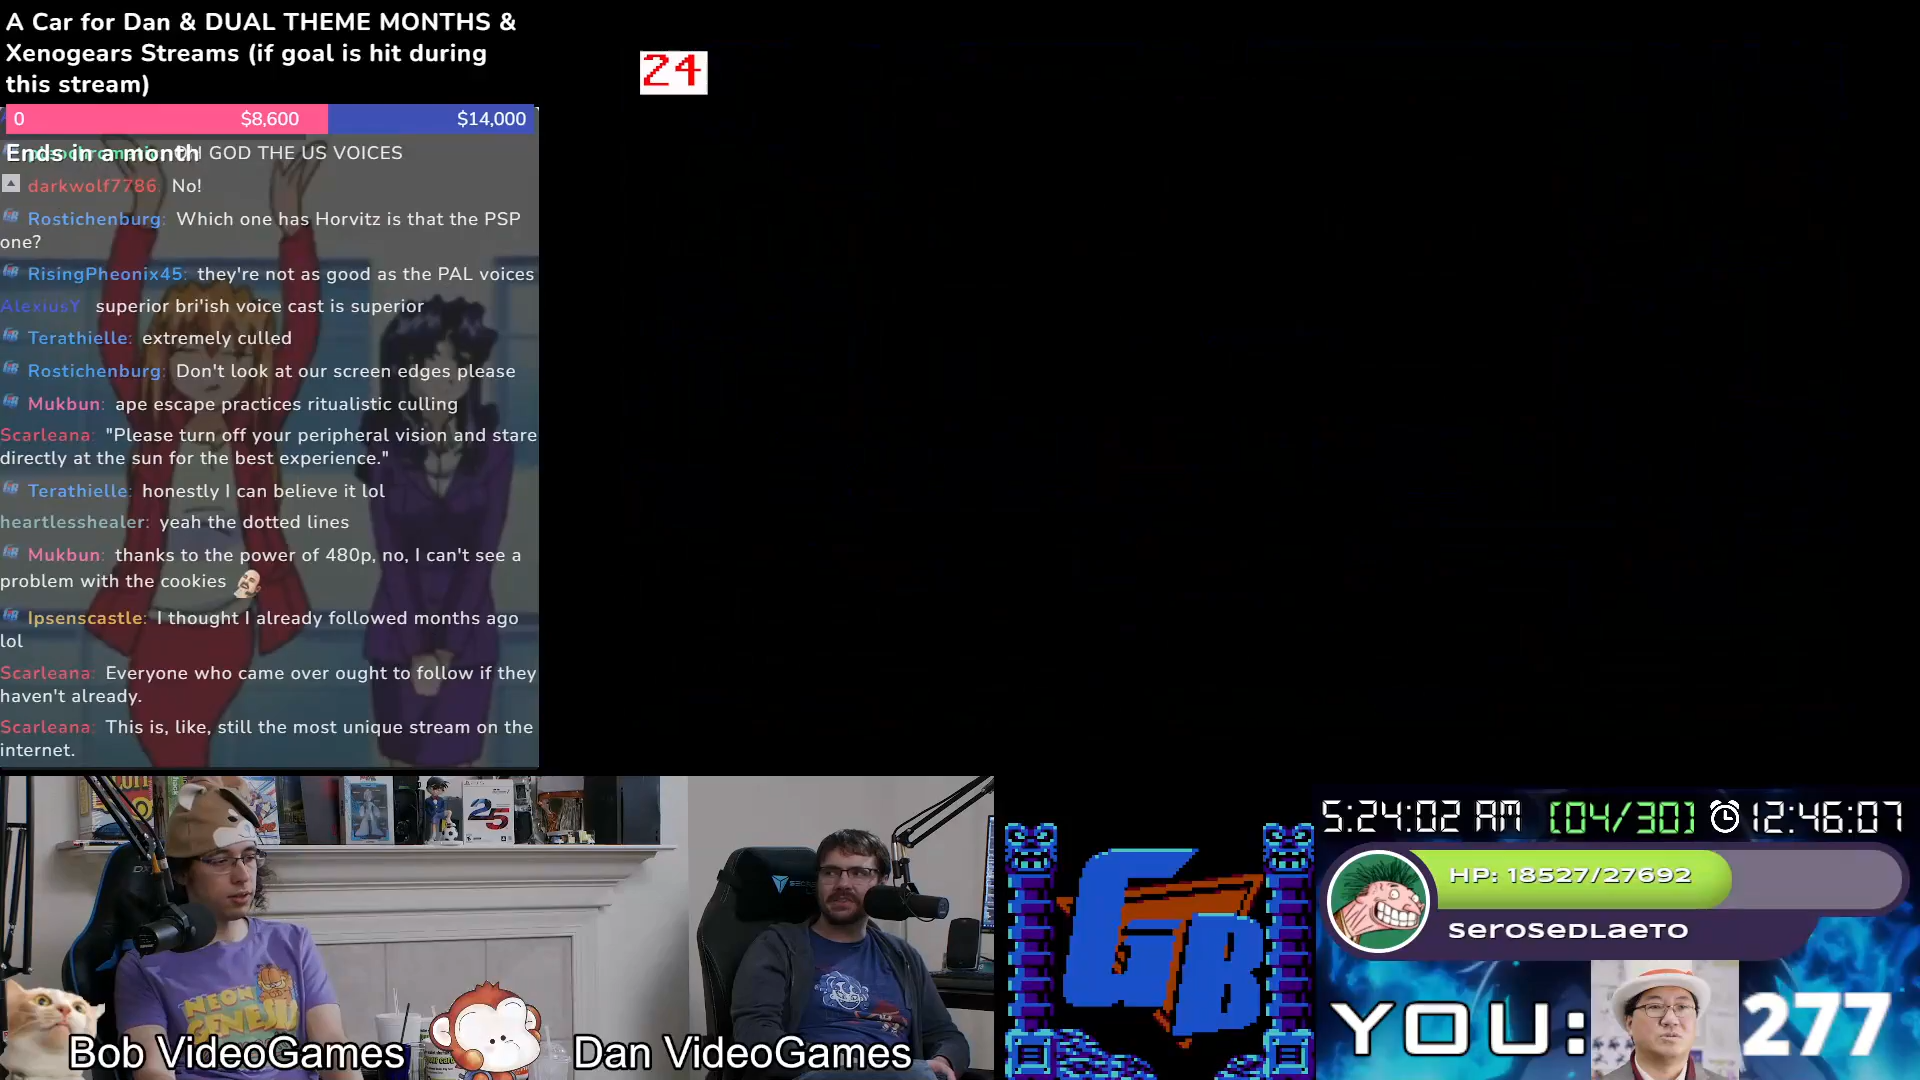 A Car for Dan & DUAL THEME MONTHS &
Xenogears Streams (if goal is hit during
this stream)
0 $8,600 $14,000
Ends in a month
GOD THE US VOICES
darkwolf7786: No!
Rostichenburg: Which one has Horvitz is that the PSP
one?
RisingPheonix45: they're not as good as the PAL voices
AlexiusY superior bri'ish voice cast is superior
Terathielle: extremely culled
Rostichenburg: Don't look at our screen edges please
Mukbun: ape escape practices ritualistic culling
Scarleana: "Please turn off your peripheral vision and stare
directly at the sun for the best experience."
Terathielle: honestly I can believe it lol
heartlesshealer: yeah the dotted lines
Mukbun: thanks to the power of 480p, no, I can't see a
problem with the cookies
Ipsenscastle: I thought I already followed months ago
lol
Scarleana: Everyone who came over ought to follow if they
haven't already.
Scarleana: This is, like, still the most unique stream on the
internet.
24
25
NEON
GENESIS
Bob VideoGames
Dan VideoGames
GB
5:24:02 AM [04/30] 12:46:07
HP: 18527/27692
SeroSedLaeto
YOU: 277